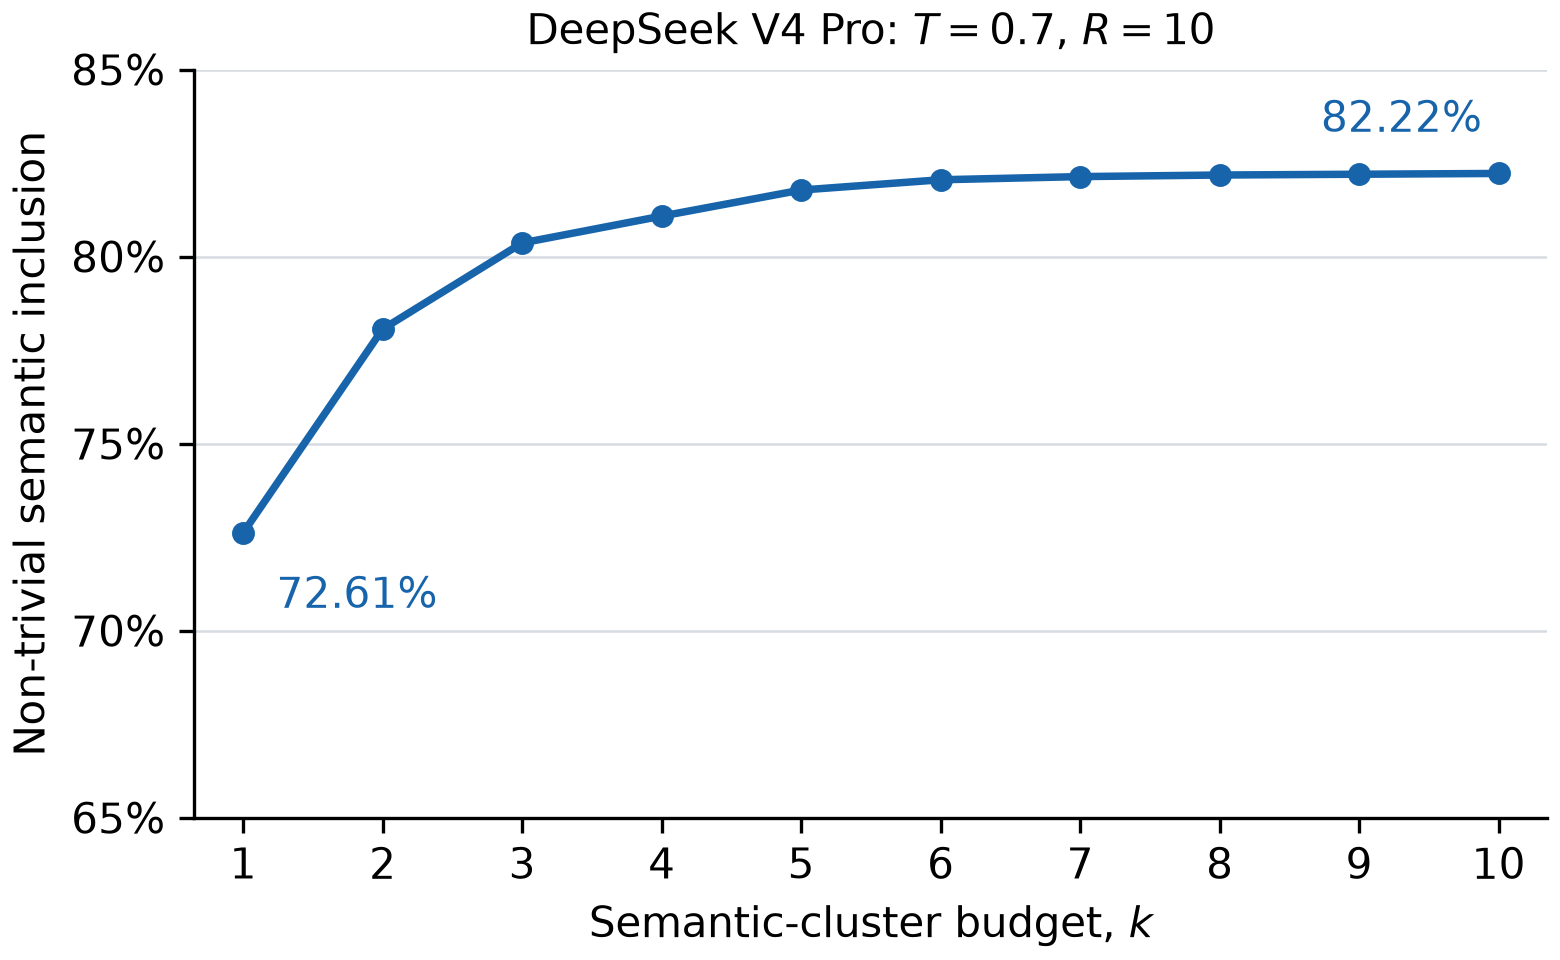 DeepSeek V4 Pro: T = 0.7, R = 10
Non-trivial semantic inclusion
85%
80%
75%
70%
65%
82.22%
72.61%
1 2 3 4 5 6 7 8 9 10
Semantic-cluster budget, k